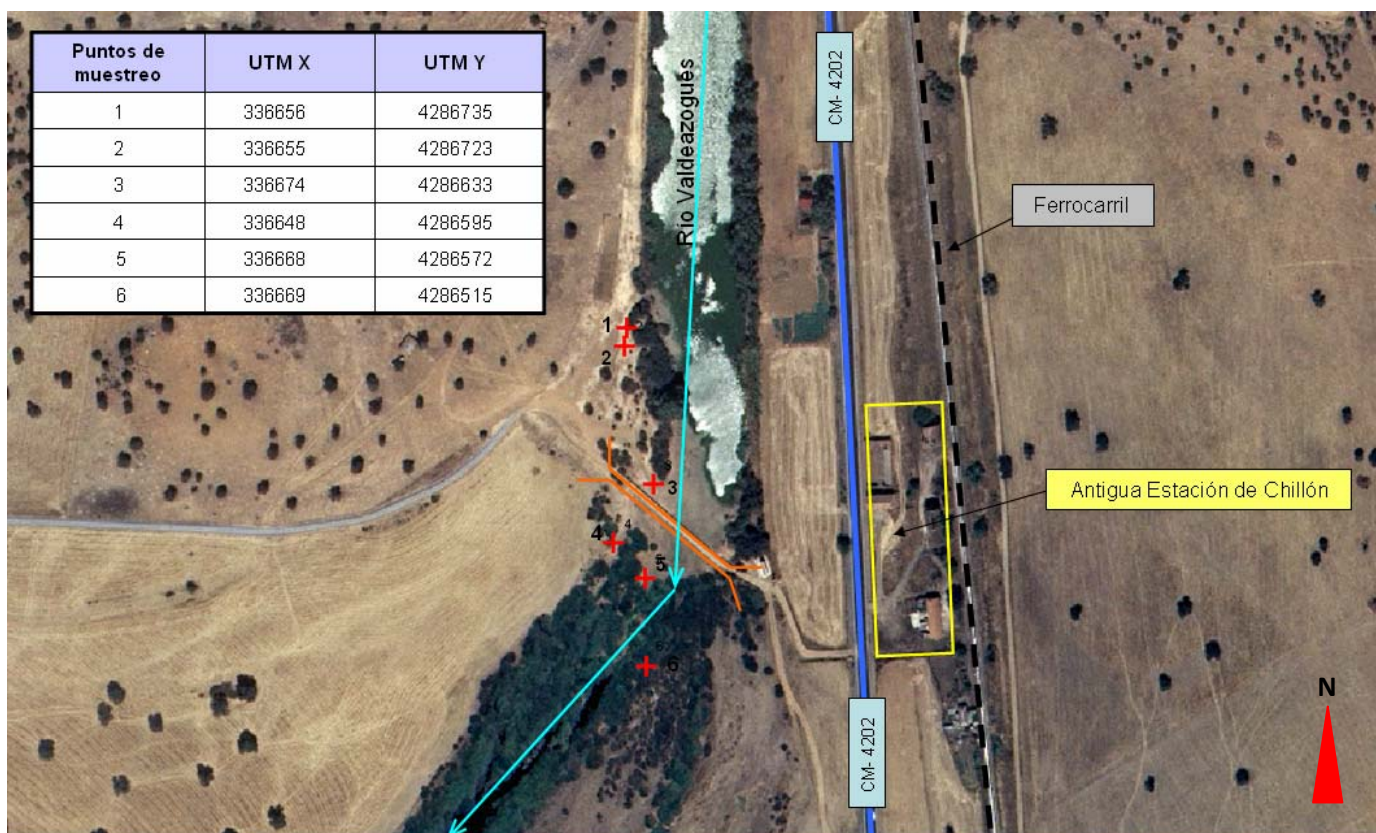 Puntos de muestreo UTM X UTM Y
1 336656 4286735
2 336655 4286723
3 336674 4286633
4 336648 4286595
5 336668 4286572
6 336669 4286515
Río Valdeazogues
CM- 4202
Ferrocarril
1
2
3
Antigua Estación de Chillón
4 4
5
6
N
CM- 4202